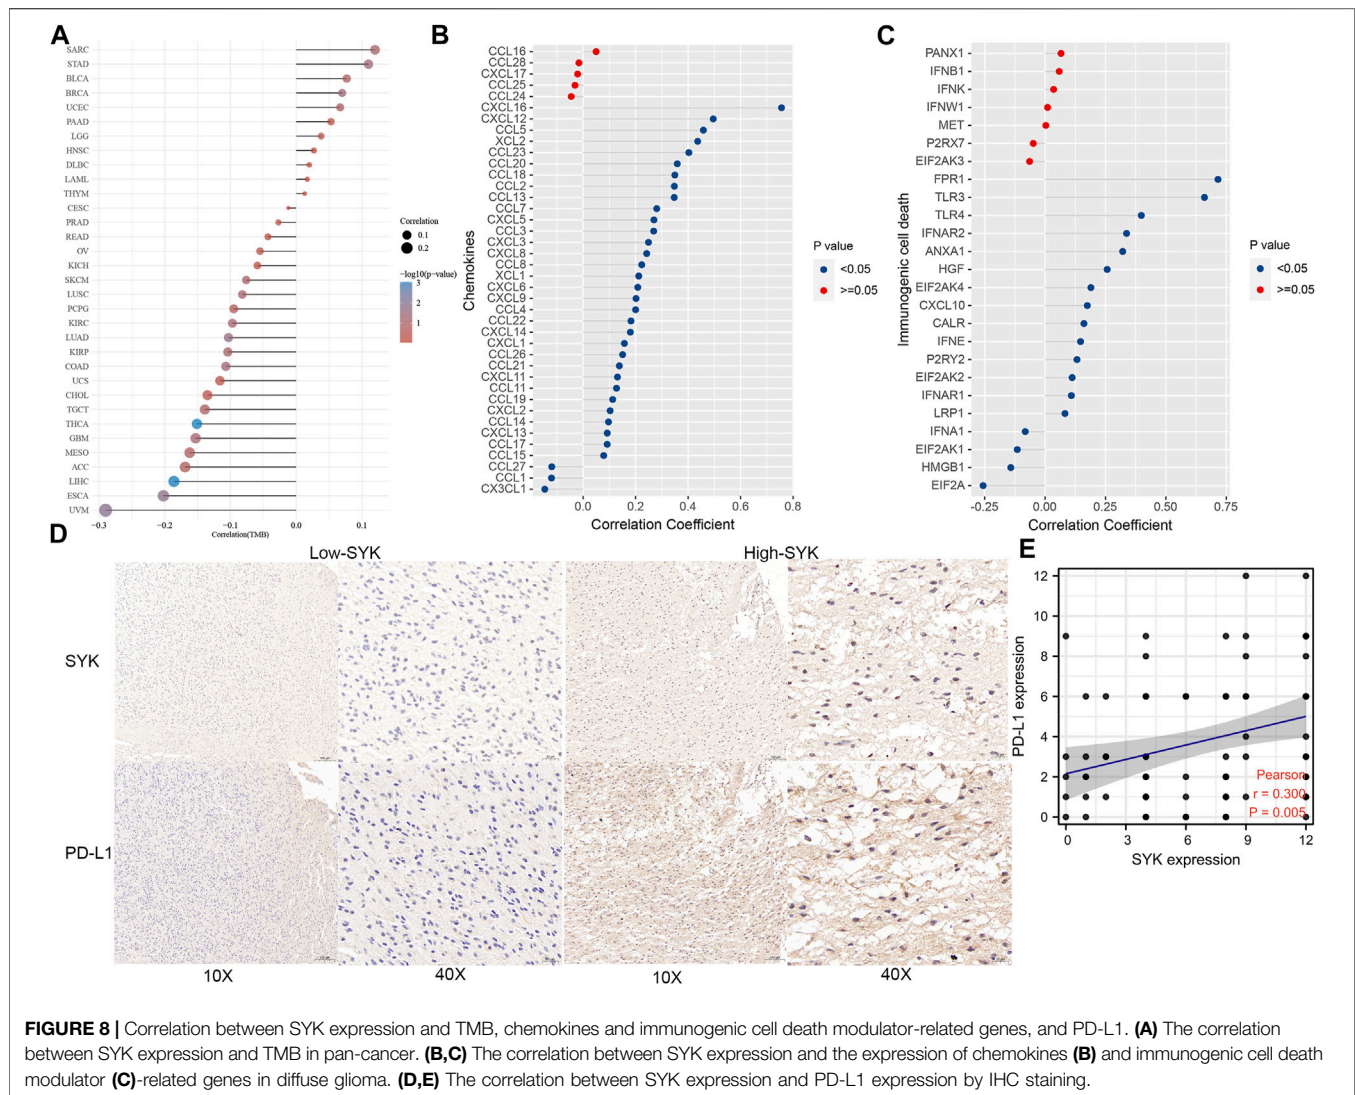 A
SARC
STAD
BLCA
BRCA
UCEC
PAAD
LGG
HNSC
DLBC
LAML
THYM
CESC
PRAD
READ
OV
KICH
SKCM
LUSC
PCPG
KIRC
LUAD
KIRP
COAD
UCS
CHOL
TGCT
THCA
GBM
MESO
ACC
LIHC
ESCA
UVM
−0.3 −0.2 −0.1 0.0 0.1
Correlation(TMB)
Correlation
0.1
0.2
−log10(p−value)
3
2
1
B
Chemokines
CCL16
CCL28
CXCL17
CCL25
CCL24
CXCL16
CXCL12
CCL5
XCL2
CCL23
CCL20
CCL18
CCL2
CCL13
CCL7
CXCL5
CCL3
CXCL3
CXCL8
CCL8
XCL1
CXCL6
CXCL9
CCL4
CCL22
CXCL14
CXCL1
CCL26
CCL21
CXCL11
CCL11
CCL19
CXCL2
CCL14
CXCL13
CCL17
CCL15
CCL27
CCL1
CX3CL1
0.0 0.2 0.4 0.6 0.8
Correlation Coefficient
P value
<0.05
>=0.05
C
Immunogenic cell death
PANX1
IFNB1
IFNK
IFNW1
MET
P2RX7
EIF2AK3
FPR1
TLR3
TLR4
IFNAR2
ANXA1
HGF
EIF2AK4
CXCL10
CALR
IFNE
P2RY2
EIF2AK2
IFNAR1
LRP1
IFNA1
EIF2AK1
HMGB1
EIF2A
-0.25 0.00 0.25 0.50 0.75
Correlation Coefficient
P value
<0.05
>=0.05
D
Low-SYK High-SYK
SYK
PD-L1
10X 40X 10X 40X
E
PD-L1 expression
12
10
8
6
4
2
0
Pearson
r = 0.300
P = 0.005
0 3 6 9 12
SYK expression
FIGURE 8 | Correlation between SYK expression and TMB, chemokines and immunogenic cell death modulator-related genes, and PD-L1. (A) The correlation
between SYK expression and TMB in pan-cancer. (B,C) The correlation between SYK expression and the expression of chemokines (B) and immunogenic cell death
modulator (C)-related genes in diffuse glioma. (D,E) The correlation between SYK expression and PD-L1 expression by IHC staining.